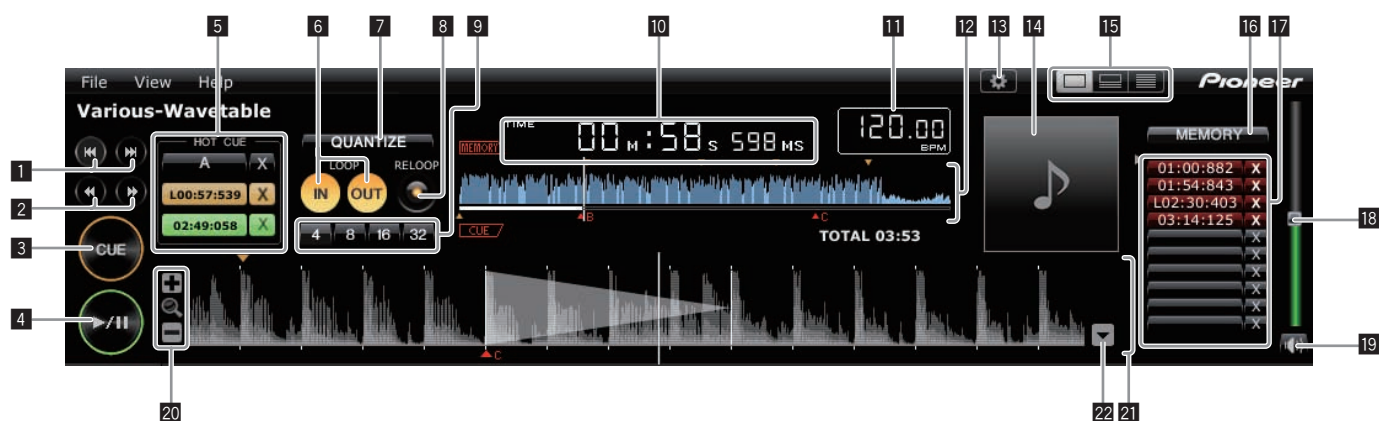 5 6 7 8 9 10 11 12 13 14 15 16 17
File View Help
Pioneer
Various-Wavetable
HOT CUE
A X
L00:57:539 X
02:49:058 X
QUANTIZE
LOOP RELOOP
IN OUT
4 8 16 32
TIME 00 M :58 S 598 MS
MEMORY
120.00
BPM
B
C
CUE
TOTAL 03:53
MEMORY
01:00:882 X
01:54:843 X
L02:30:403 X
03:14:125 X
X
X
X
X
X
X
1
2
3
CUE
4
C
18
19
20 22 21